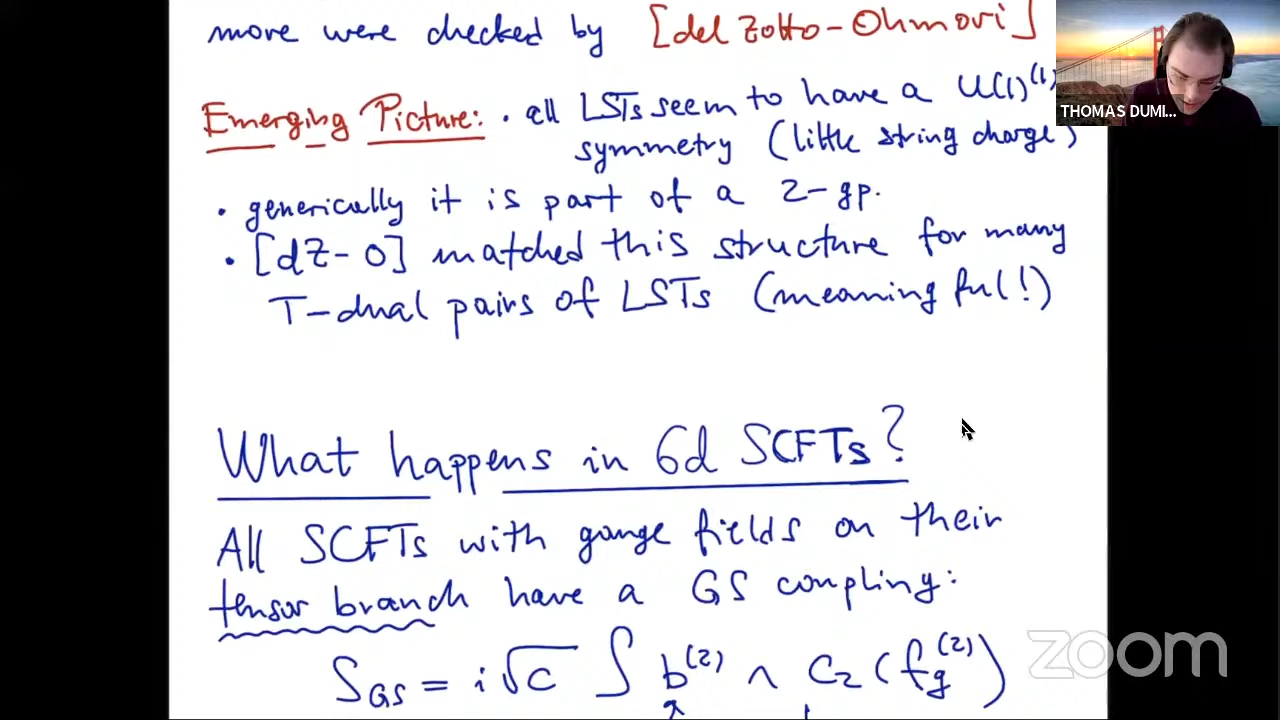 more were checked by [del Zotto-Ohmori]
Emerging Picture: • all LSTs seem to have a U(1)^(1)
symmetry (little string charge)
• generically it is part of a 2-gp.
• [dZ-O] matched this structure for many
T-dual pairs of LSTs (meaningful!)
What happens in 6d SCFTs?
All SCFTs with gauge fields on their
tensor branch have a GS coupling:
S_GS = i√c ∫ b^(2) ∧ C_2 (f_g^(2))
THOMAS DUMI...
zoom